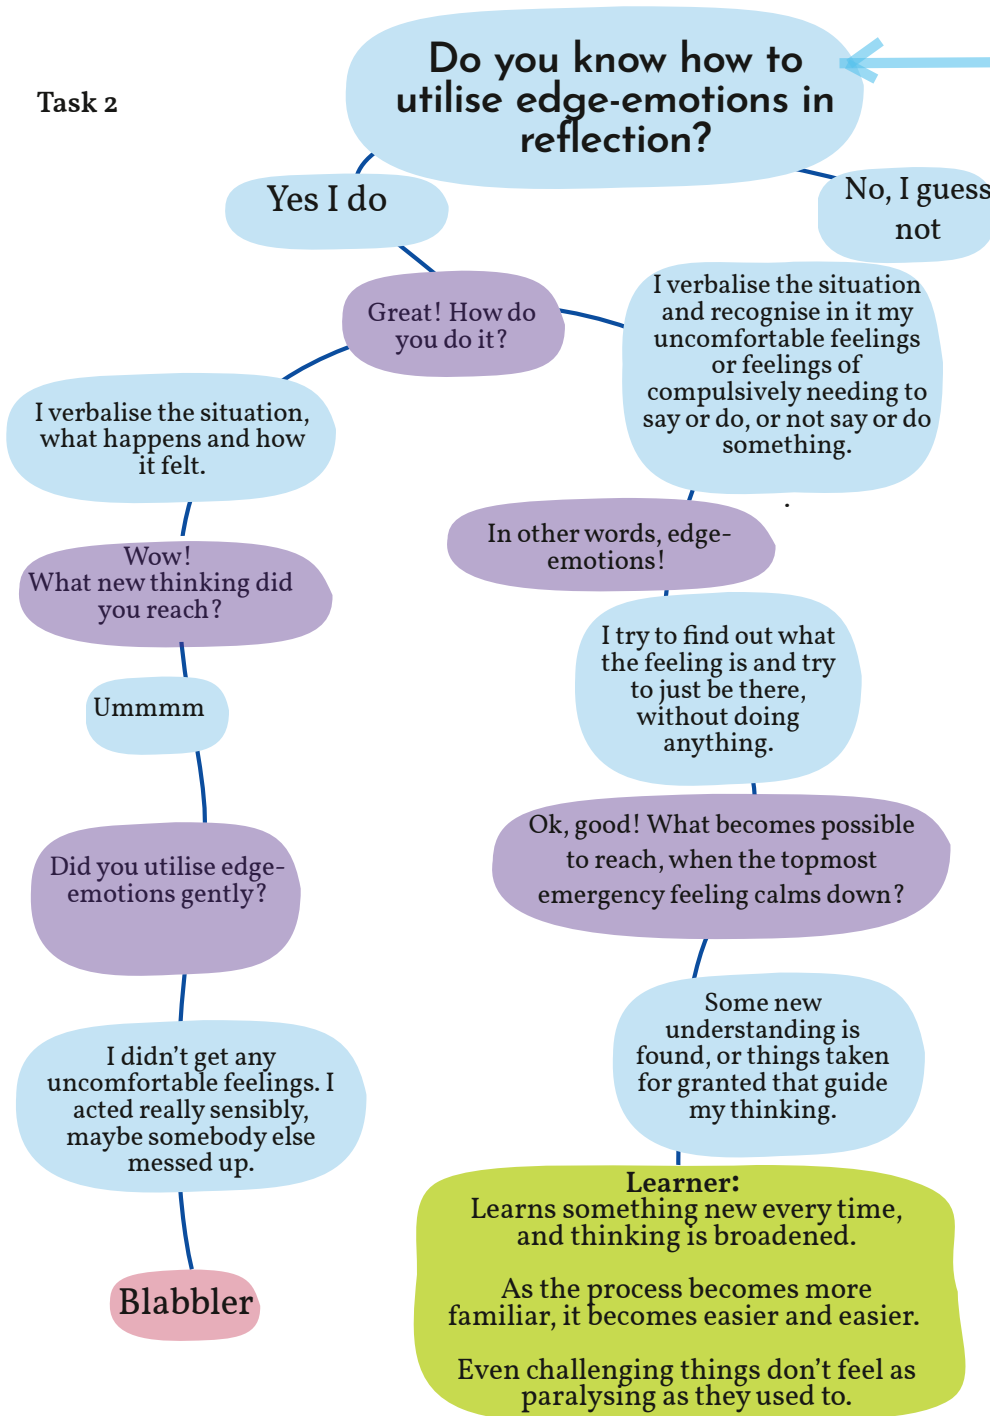 Task 2
Do you know how to
utilise edge-emotions in
reflection?
Yes I do
No, I guess
not
Great! How do
you do it?
I verbalise the situation,
what happens and how
it felt.
Wow!
What new thinking did
you reach?
Ummmm
Did you utilise edge-
emotions gently?
I didn’t get any
uncomfortable feelings. I
acted really sensibly,
maybe somebody else
messed up.
Blabbler
I verbalise the situation
and recognise in it my
uncomfortable feelings
or feelings of
compulsively needing to
say or do, or not say or do
something.
.
In other words, edge-
emotions!
I try to find out what
the feeling is and try
to just be there,
without doing
anything.
Ok, good! What becomes possible
to reach, when the topmost
emergency feeling calms down?
Some new
understanding is
found, or things taken
for granted that guide
my thinking.
Learner:
Learns something new every time,
and thinking is broadened.
As the process becomes more
familiar, it becomes easier and easier.
Even challenging things don’t feel as
paralysing as they used to.